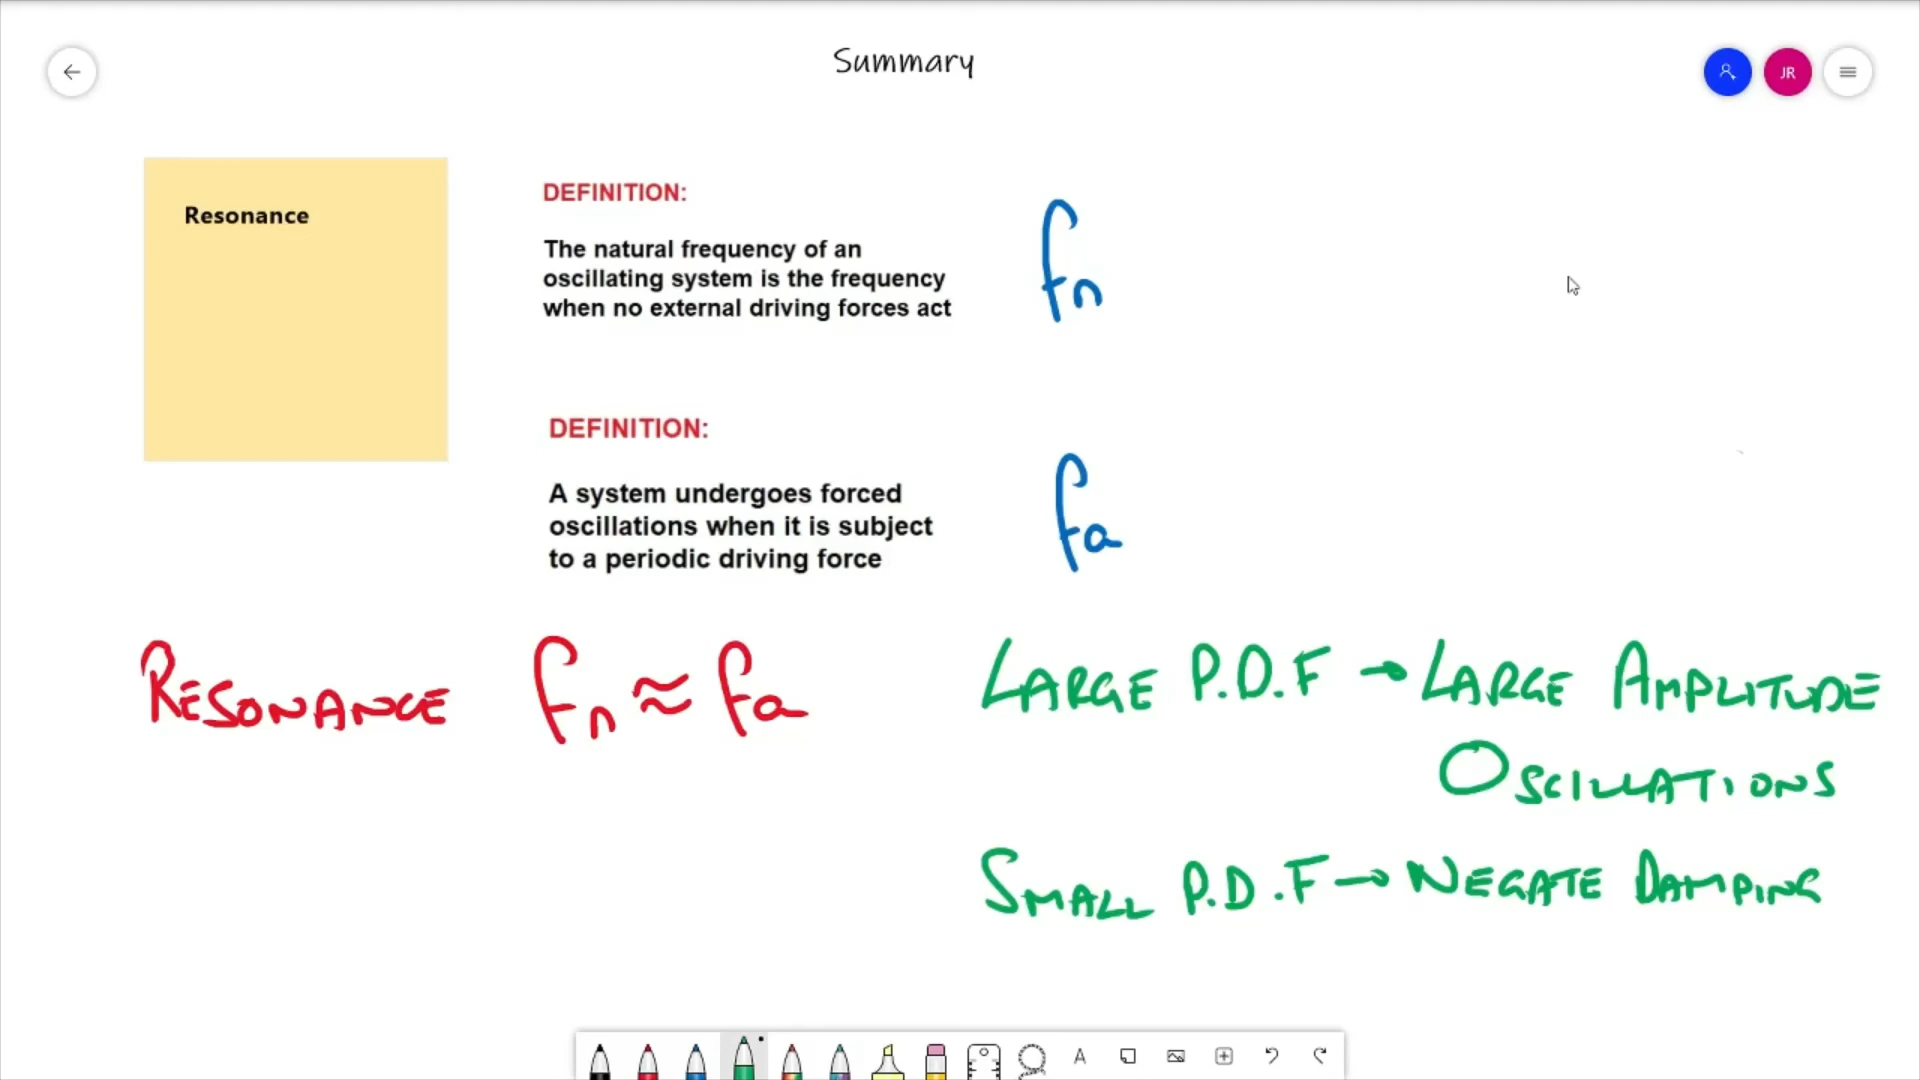 Summary
JR
Resonance
DEFINITION:
The natural frequency of an
oscillating system is the frequency
when no external driving forces act
fn
DEFINITION:
A system undergoes forced
oscillations when it is subject
to a periodic driving force
fa
RESONANCE fn ≈ fa
LARGE P.D.F → LARGE AMPLITUDE
OSCILLATIONS
SMALL P.D.F → NEGATE DAMPING
A